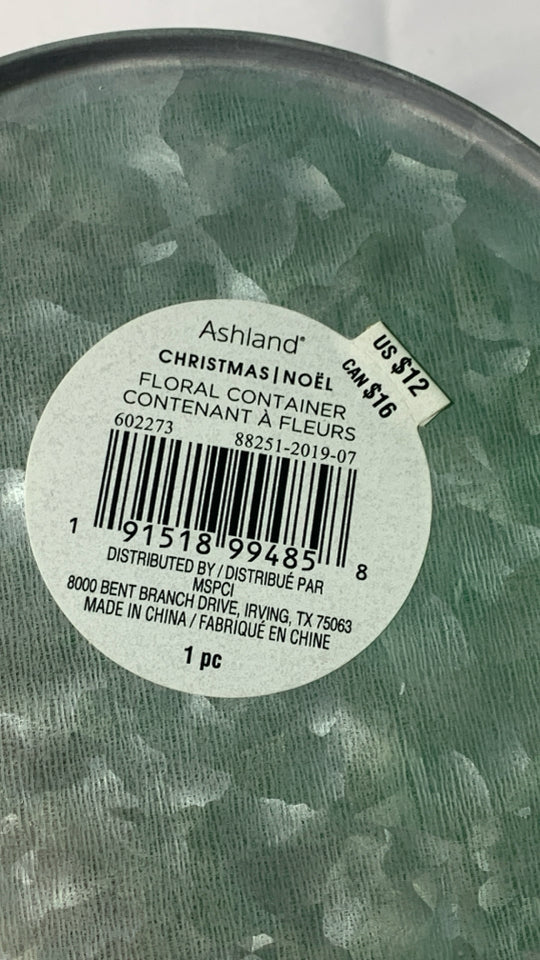 Ashland®
CHRISTMAS | NOËL
FLORAL CONTAINER
CONTENANT À FLEURS
602273 88251-2019-07
1 91518 99485 8
DISTRIBUTED BY / DISTRIBUÉ PAR
MSPCI
8000 BENT BRANCH DRIVE, IRVING, TX 75063
MADE IN CHINA / FABRIQUÉ EN CHINE
1 pc
US $12
CAN $16